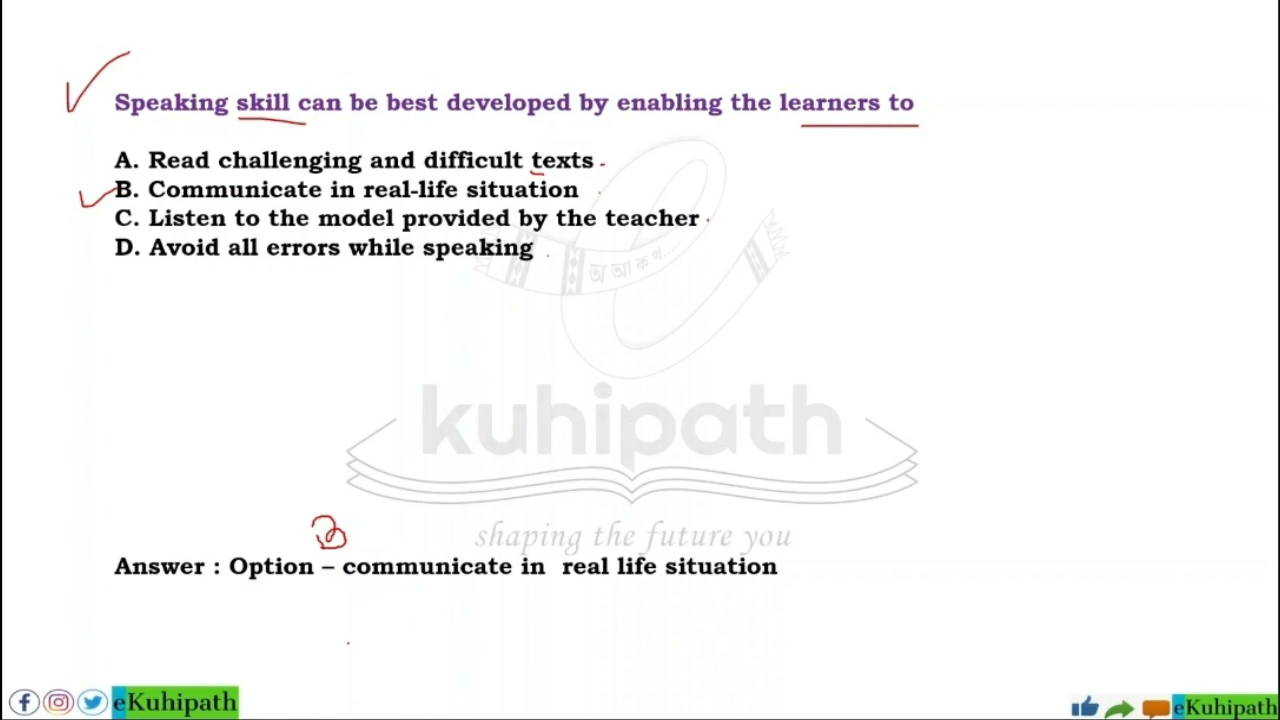 Speaking skill can be best developed by enabling the learners to
A. Read challenging and difficult texts
B. Communicate in real-life situation
C. Listen to the model provided by the teacher
D. Avoid all errors while speaking
অ আ ক খ....
kuhipath
shaping the future you
B
Answer : Option – communicate in real life situation
eKuhipath
eKuhipath